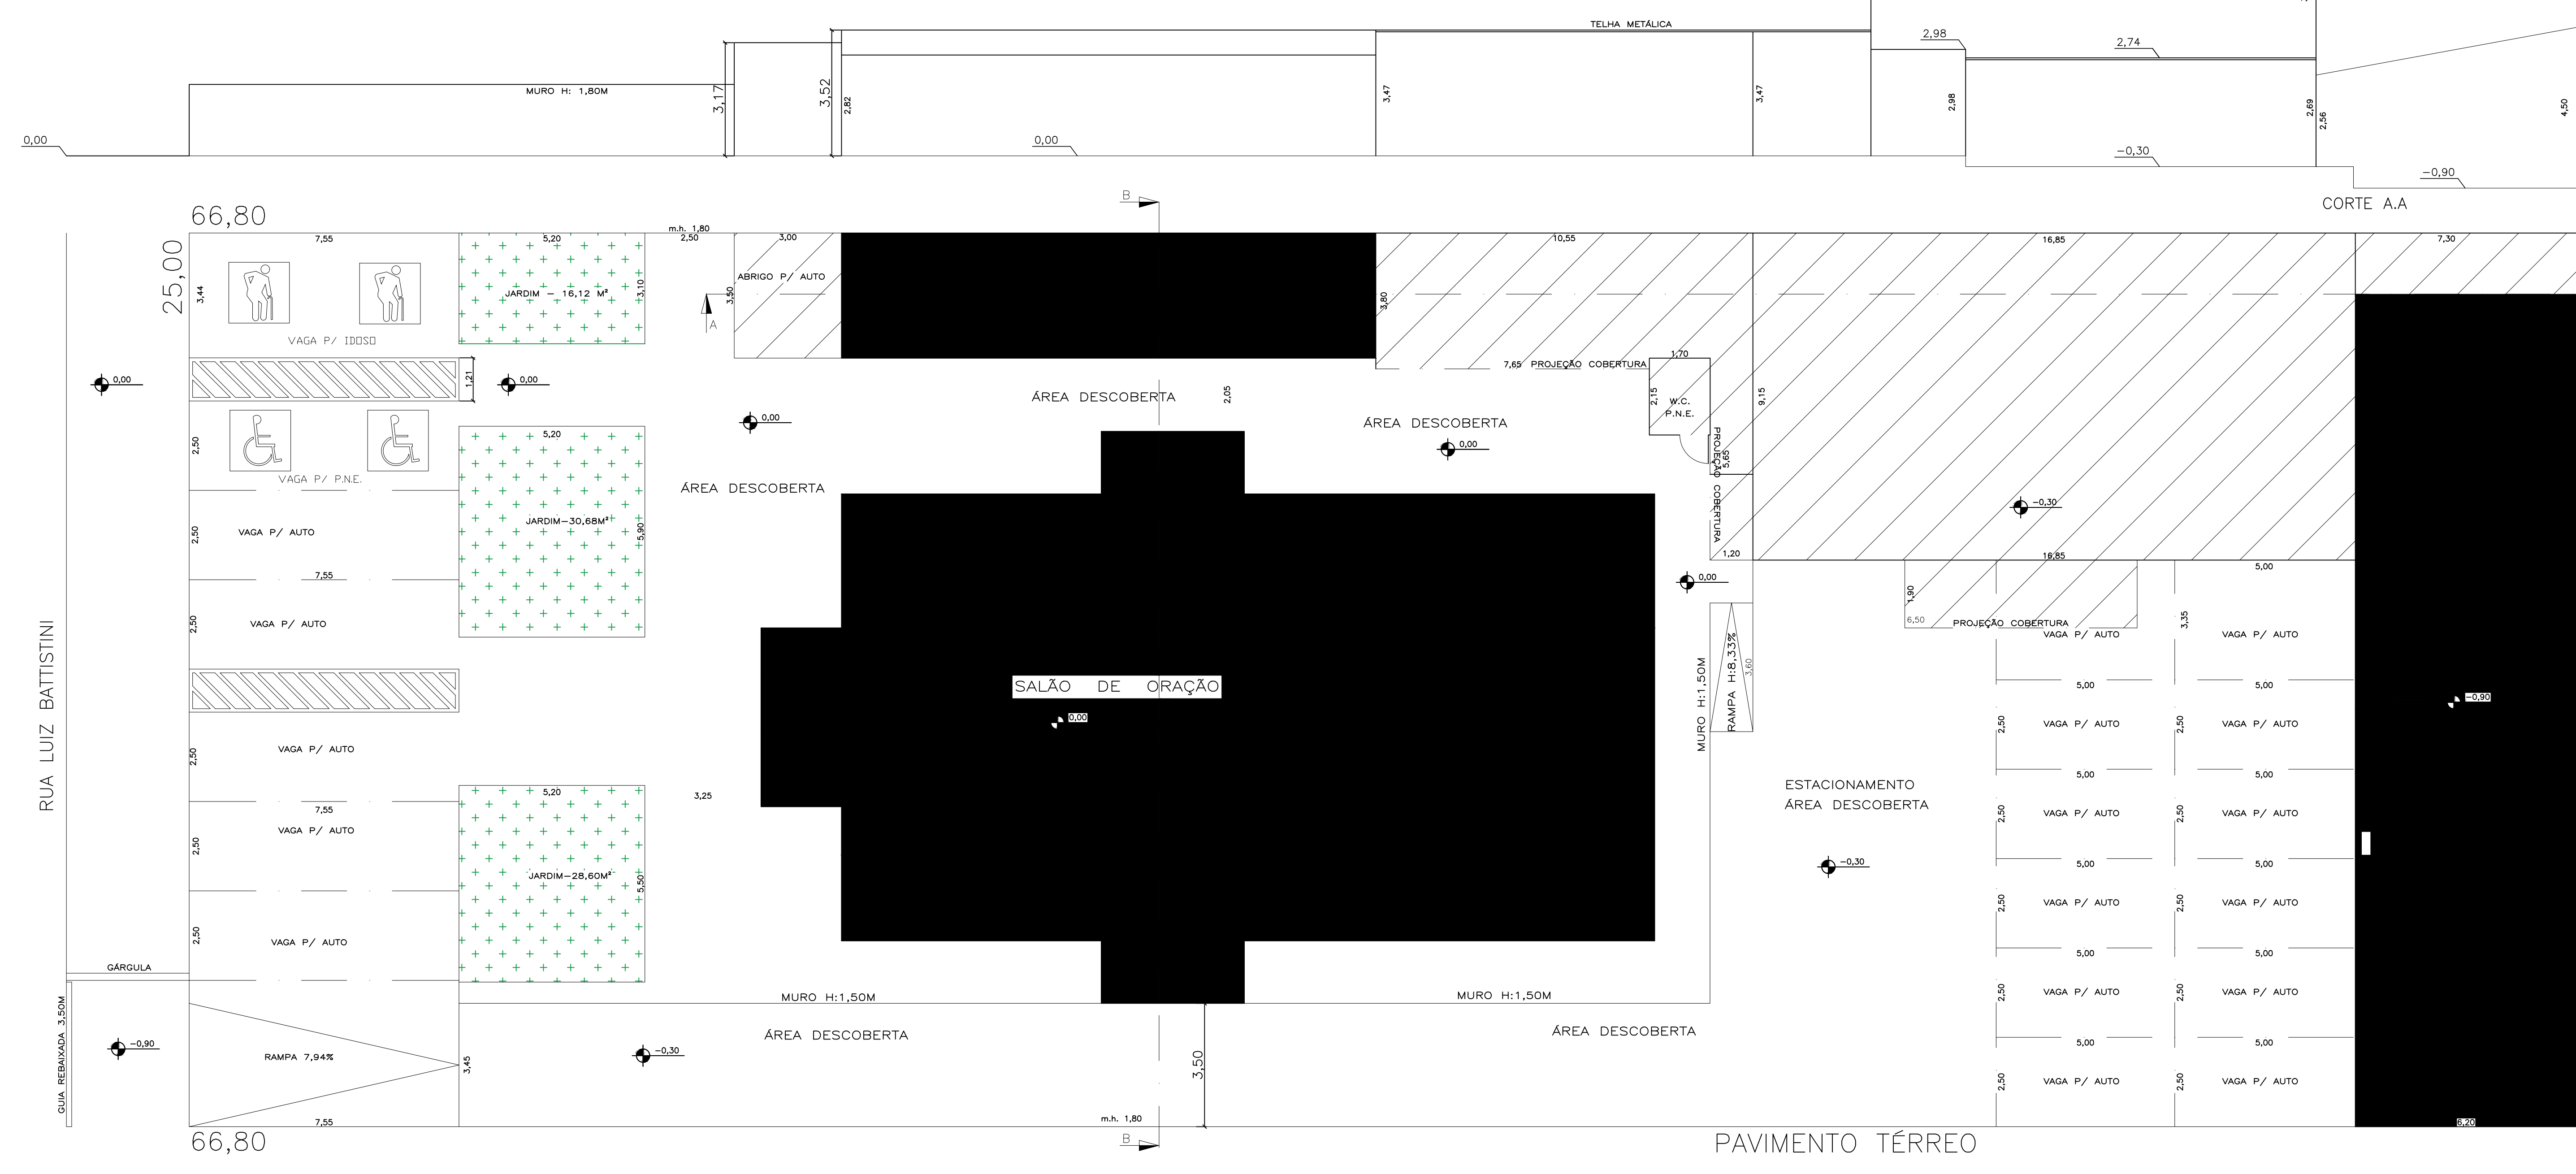 TELHA METÁLICA
2,98
2,74
MURO H: 1,80M
3,17
3,52
2,82
3,47
3,47
2,98
2,69
2,56
4,50
0,00
0,00
-0,30
-0,90
CORTE A.A
B
66,80
25,00
7,55
5,20
m.h. 1,80
2,50
3,00
10,55
16,85
7,30
3,44
JARDIM - 16,12 M²
3,10
ABRIGO P/ AUTO
3,50
A
3,80
VAGA P/ IDOSO
1,21
0,00
0,00
0,00
ÁREA DESCOBERTA
2,05
7,65 PROJEÇÃO COBERTURA
1,70
2,15
W.C.
P.N.E.
9,15
ÁREA DESCOBERTA
0,00
PROJEÇÃO COBERTURA
5,65
2,50
VAGA P/ P.N.E.
5,20
ÁREA DESCOBERTA
JARDIM-30,68M²
5,90
2,50
VAGA P/ AUTO
7,55
-0,30
1,20
16,85
5,00
0,00
1,90
6,50
PROJEÇÃO COBERTURA
3,35
VAGA P/ AUTO
VAGA P/ AUTO
2,50
VAGA P/ AUTO
RUA LUIZ BATTISTINI
SALÃO DE ORAÇÃO
0,00
MURO H:1,50M
RAMPA H:8,33%
3,60
5,00
5,00
-0,90
2,50
VAGA P/ AUTO
2,50
VAGA P/ AUTO
2,50
VAGA P/ AUTO
5,00
5,00
ESTACIONAMENTO
ÁREA DESCOBERTA
7,55
5,20
3,25
2,50
VAGA P/ AUTO
2,50
VAGA P/ AUTO
2,50
VAGA P/ AUTO
5,00
5,00
-0,30
JARDIM-28,60M²
5,50
2,50
VAGA P/ AUTO
2,50
VAGA P/ AUTO
2,50
VAGA P/ AUTO
5,00
5,00
GÁRGULA
MURO H:1,50M
MURO H:1,50M
2,50
VAGA P/ AUTO
2,50
VAGA P/ AUTO
GUIA REBAIXADA 3,50M
-0,90
RAMPA 7,94%
3,45
-0,30
ÁREA DESCOBERTA
3,50
ÁREA DESCOBERTA
5,00
5,00
2,50
VAGA P/ AUTO
2,50
VAGA P/ AUTO
7,55
m.h. 1,80
6,20
66,80
B
PAVIMENTO TÉRREO